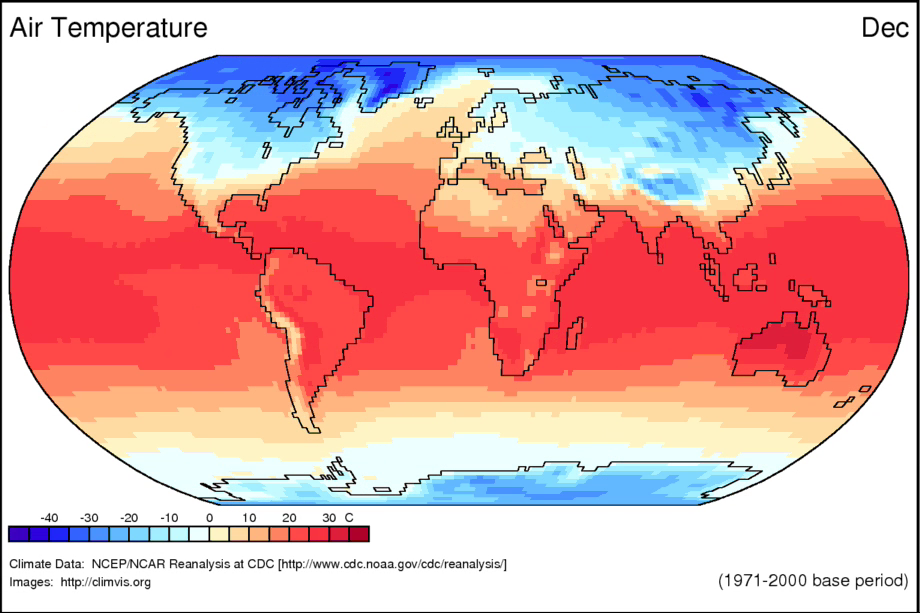 Air Temperature
Dec
-40 -30 -20 -10 0 10 20 30 C
Climate Data: NCEP/NCAR Reanalysis at CDC [http://www.cdc.noaa.gov/cdc/reanalysis/]
Images: http://climvis.org
(1971-2000 base period)